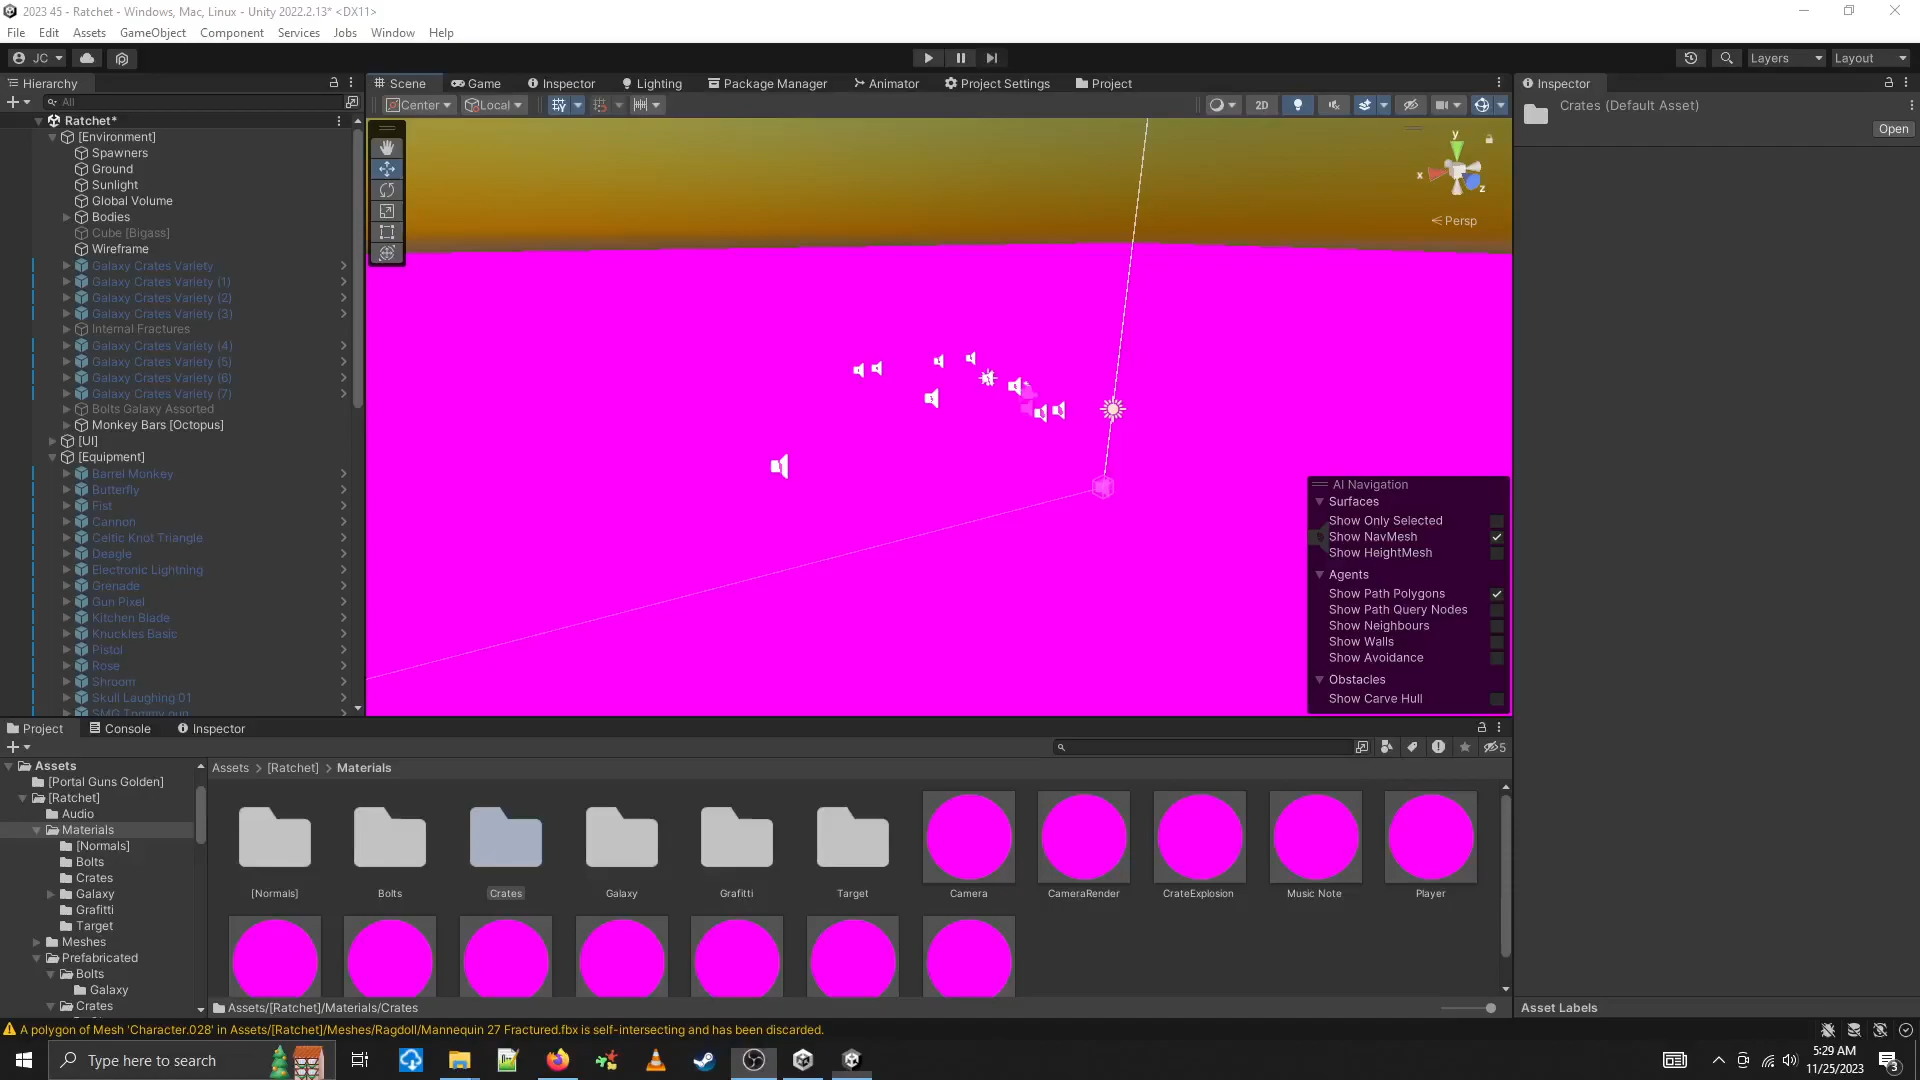 2023 45 - Ratchet - Windows, Mac, Linux - Unity 2022.2.13* <DX11>
File Edit Assets GameObject Component Services Jobs Window Help
JC Layers Layout
Hierarchy
All
Ratchet*
[Environment]
Spawners
Ground
Sunlight
Global Volume
Bodies
Cube [Bigass]
Wireframe
Galaxy Crates Variety
Galaxy Crates Variety (1)
Galaxy Crates Variety (2)
Galaxy Crates Variety (3)
Internal Fractures
Galaxy Crates Variety (4)
Galaxy Crates Variety (5)
Galaxy Crates Variety (6)
Galaxy Crates Variety (7)
Bolts Galaxy Assorted
Monkey Bars [Octopus]
[UI]
[Equipment]
Barrel Monkey
Butterfly
Fist
Cannon
Celtic Knot Triangle
Deagle
Electronic Lightning
Grenade
Gun Pixel
Kitchen Blade
Knuckles Basic
Pistol
Rose
Shroom
Skull Laughing 01
SMG Tommy gun
Scene Game Inspector Lighting Package Manager Animator Project Settings Project
Center Local 2D
y
x
z
< Persp
AI Navigation
Surfaces
Show Only Selected
Show NavMesh
Show HeightMesh
Agents
Show Path Polygons
Show Path Query Nodes
Show Neighbours
Show Walls
Show Avoidance
Obstacles
Show Carve Hull
Inspector
Crates (Default Asset)
Open
Asset Labels
Project Console Inspector
5
Assets
[Portal Guns Golden]
[Ratchet]
Audio
Materials
[Normals]
Bolts
Crates
Galaxy
Grafitti
Target
Meshes
Prefabricated
Bolts
Galaxy
Crates
Assets > [Ratchet] > Materials
[Normals] Bolts Crates Galaxy Grafitti Target Camera CameraRender CrateExplosion Music Note Player
Assets/[Ratchet]/Materials/Crates
A polygon of Mesh 'Character.028' in Assets/[Ratchet]/Meshes/Ragdoll/Mannequin 27 Fractured.fbx is self-intersecting and has been discarded.
Type here to search
5:29 AM
11/25/2023
3